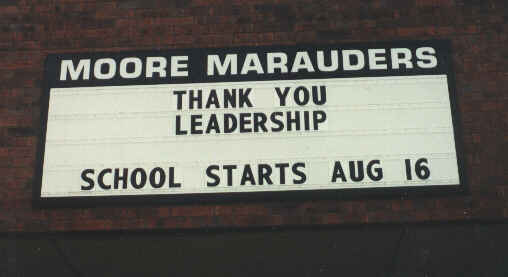 MOORE MARAUDERS
THANK YOU
LEADERSHIP
SCHOOL STARTS AUG 16